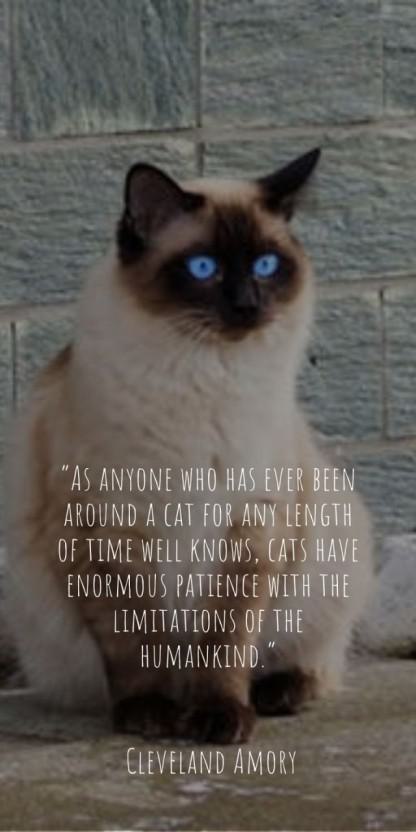 "As anyone who has ever been
around a cat for any length
of time well knows, cats have
enormous patience with the
limitations of the
humankind."
Cleveland Amory